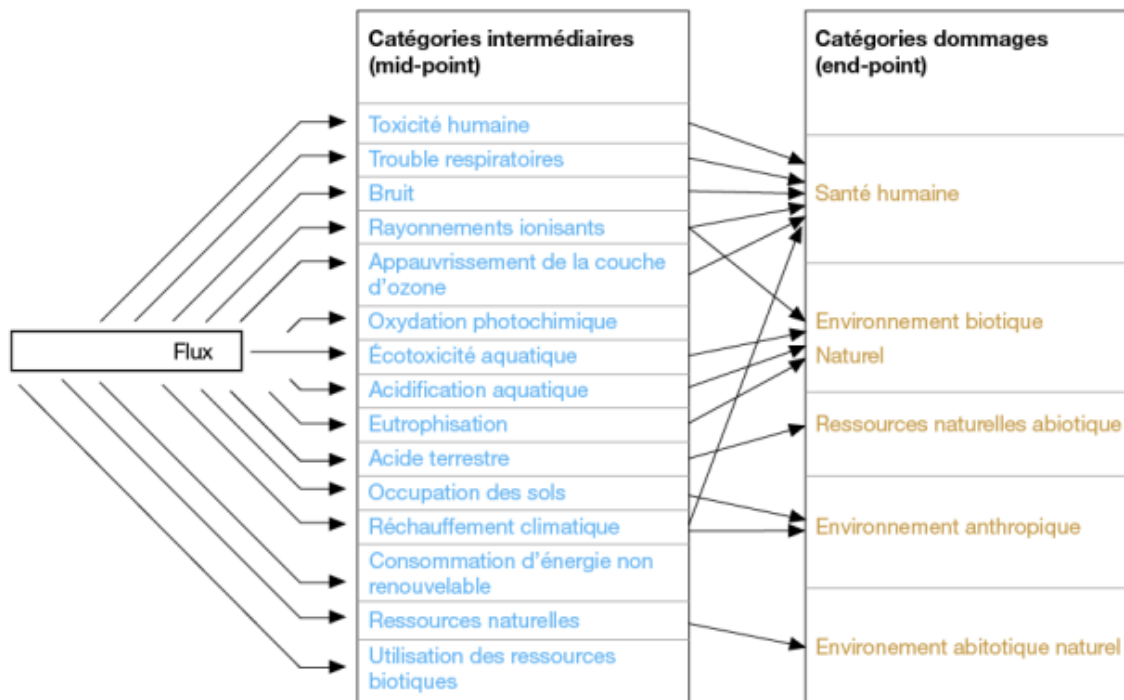 Catégories intermédiaires
(mid-point)
Toxicité humaine
Trouble respiratoires
Bruit
Rayonnements ionisants
Appauvrissement de la couche
d’ozone
Oxydation photochimique
Écotoxicité aquatique
Acidification aquatique
Eutrophisation
Acide terrestre
Occupation des sols
Réchauffement climatique
Consommation d’énergie non
renouvelable
Ressources naturelles
Utilisation des ressources
biotiques
Flux
Catégories dommages
(end-point)
Santé humaine
Environnement biotique
Naturel
Ressources naturelles abiotique
Environnement anthropique
Environement abitotique naturel